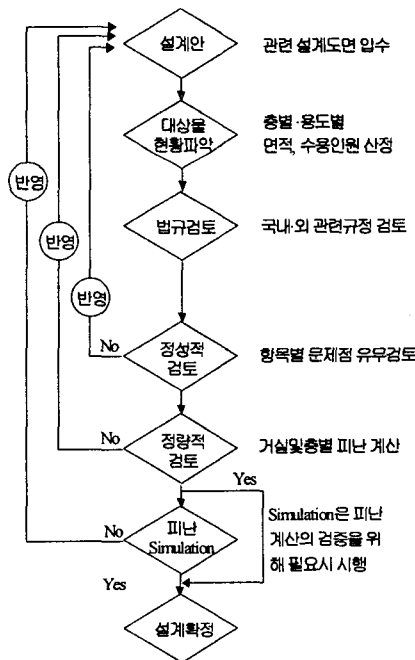 설계안
관련 설계도면 입수
대상물
현황파악
층별·용도별
면적, 수용인원 산정
반영
법규검토
국내·외 관련규정 검토
반영
반영
No
정성적
검토
항목별 문제점 유무검토
No
정량적
검토
거실및층별 피난 계산
Yes
No
피난
Simulation
Simulation은 피난
계산의 검증을 위
해 필요시 시행
Yes
설계확정